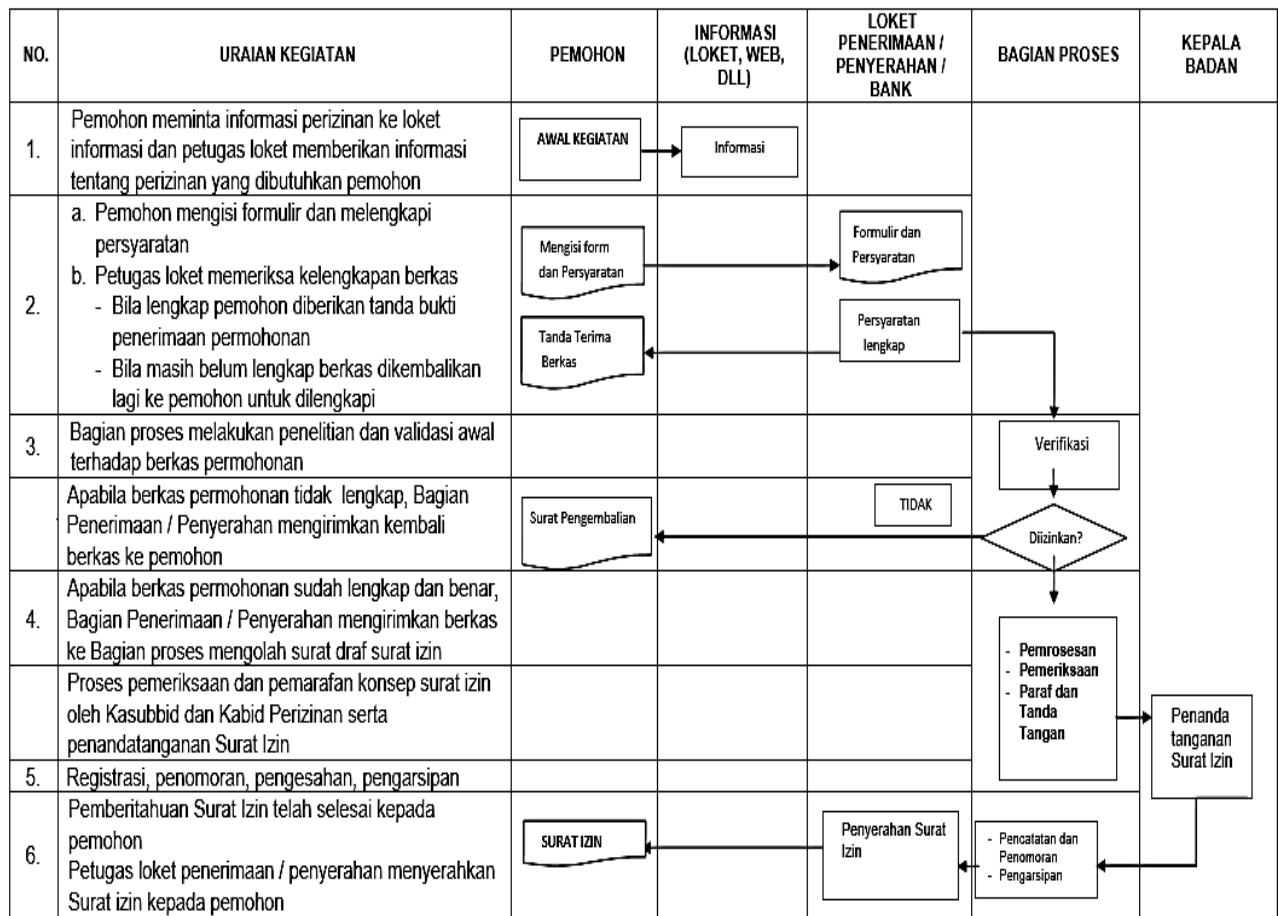 NO.
URAIAN KEGIATAN
PEMOHON
INFORMASI
(LOKET, WEB,
DLL)
LOKET
PENERIMAAN /
PENYERAHAN /
BANK
BAGIAN PROSES
KEPALA
BADAN
1.
Pemohon meminta informasi perizinan ke loket
informasi dan petugas loket memberikan informasi
tentang perizinan yang dibutuhkan pemohon
AWAL KEGIATAN
Informasi
2.
a. Pemohon mengisi formulir dan melengkapi
persyaratan
b. Petugas loket memeriksa kelengkapan berkas
- Bila lengkap pemohon diberikan tanda bukti
penerimaan permohonan
- Bila masih belum lengkap berkas dikembalikan
lagi ke pemohon untuk dilengkapi
Mengisi form
dan Persyaratan
Formulir dan
Persyaratan
Tanda Terima
Berkas
Persyaratan
lengkap
3.
Bagian proses melakukan penelitian dan validasi awal
terhadap berkas permohonan
Verifikasi
Apabila berkas permohonan tidak lengkap, Bagian
Penerimaan / Penyerahan mengirimkan kembali
berkas ke pemohon
Surat Pengembalian
TIDAK
Diizinkan?
4.
Apabila berkas permohonan sudah lengkap dan benar,
Bagian Penerimaan / Penyerahan mengirimkan berkas
ke Bagian proses mengolah surat draf surat izin
Proses pemeriksaan dan pemarafan konsep surat izin
oleh Kasubbid dan Kabid Perizinan serta
penandatanganan Surat Izin
- Pemrosesan
- Pemeriksaan
- Paraf dan
Tanda
Tangan
Penanda
tanganan
Surat Izin
5.
Registrasi, penomoran, pengesahan, pengarsipan
6.
Pemberitahuan Surat Izin telah selesai kepada
pemohon
Petugas loket penerimaan / penyerahan menyerahkan
Surat izin kepada pemohon
SURAT IZIN
Penyerahan Surat
Izin
- Pencatatan dan
Penomoran
- Pengarsipan